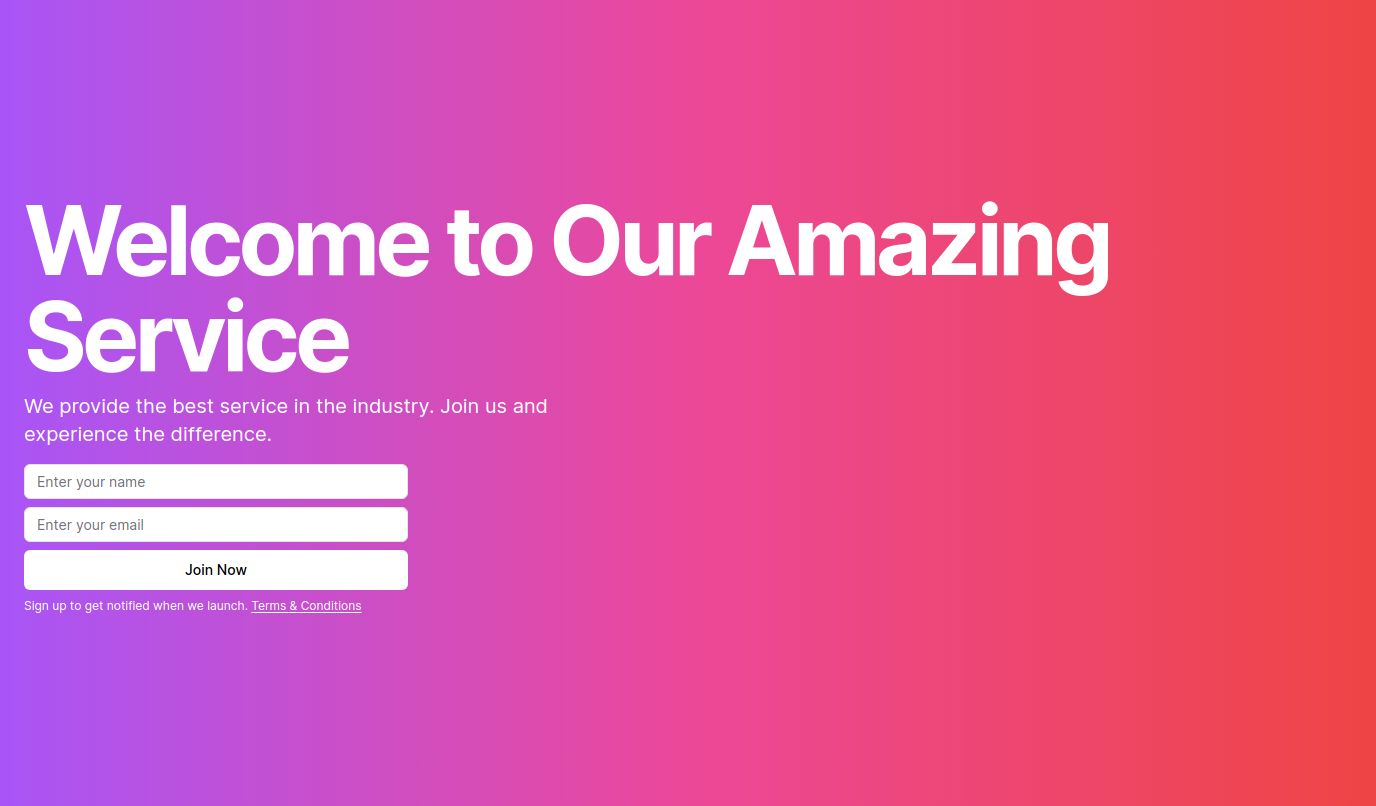 Welcome to Our Amazing
Service
We provide the best service in the industry. Join us and
experience the difference.
Enter your name
Enter your email
Join Now
Sign up to get notified when we launch. Terms & Conditions